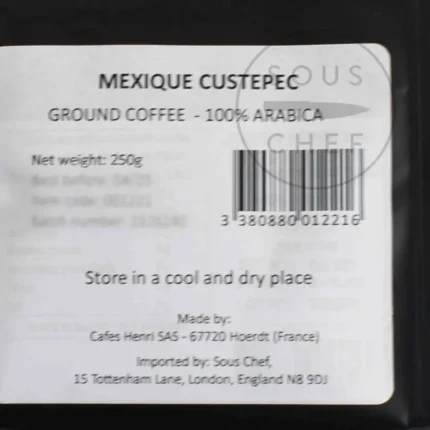 MEXIQUE CUSTEPEC
GROUND COFFEE - 100% ARABICA
SOUS
CHEF
Net weight: 250g
3 380880 012216
Store in a cool and dry place
Made by:
Cafes Henri SAS - 67720 Hoerdt (France)
Imported by: Sous Chef,
15 Tottenham Lane, London, England N8 9DJ